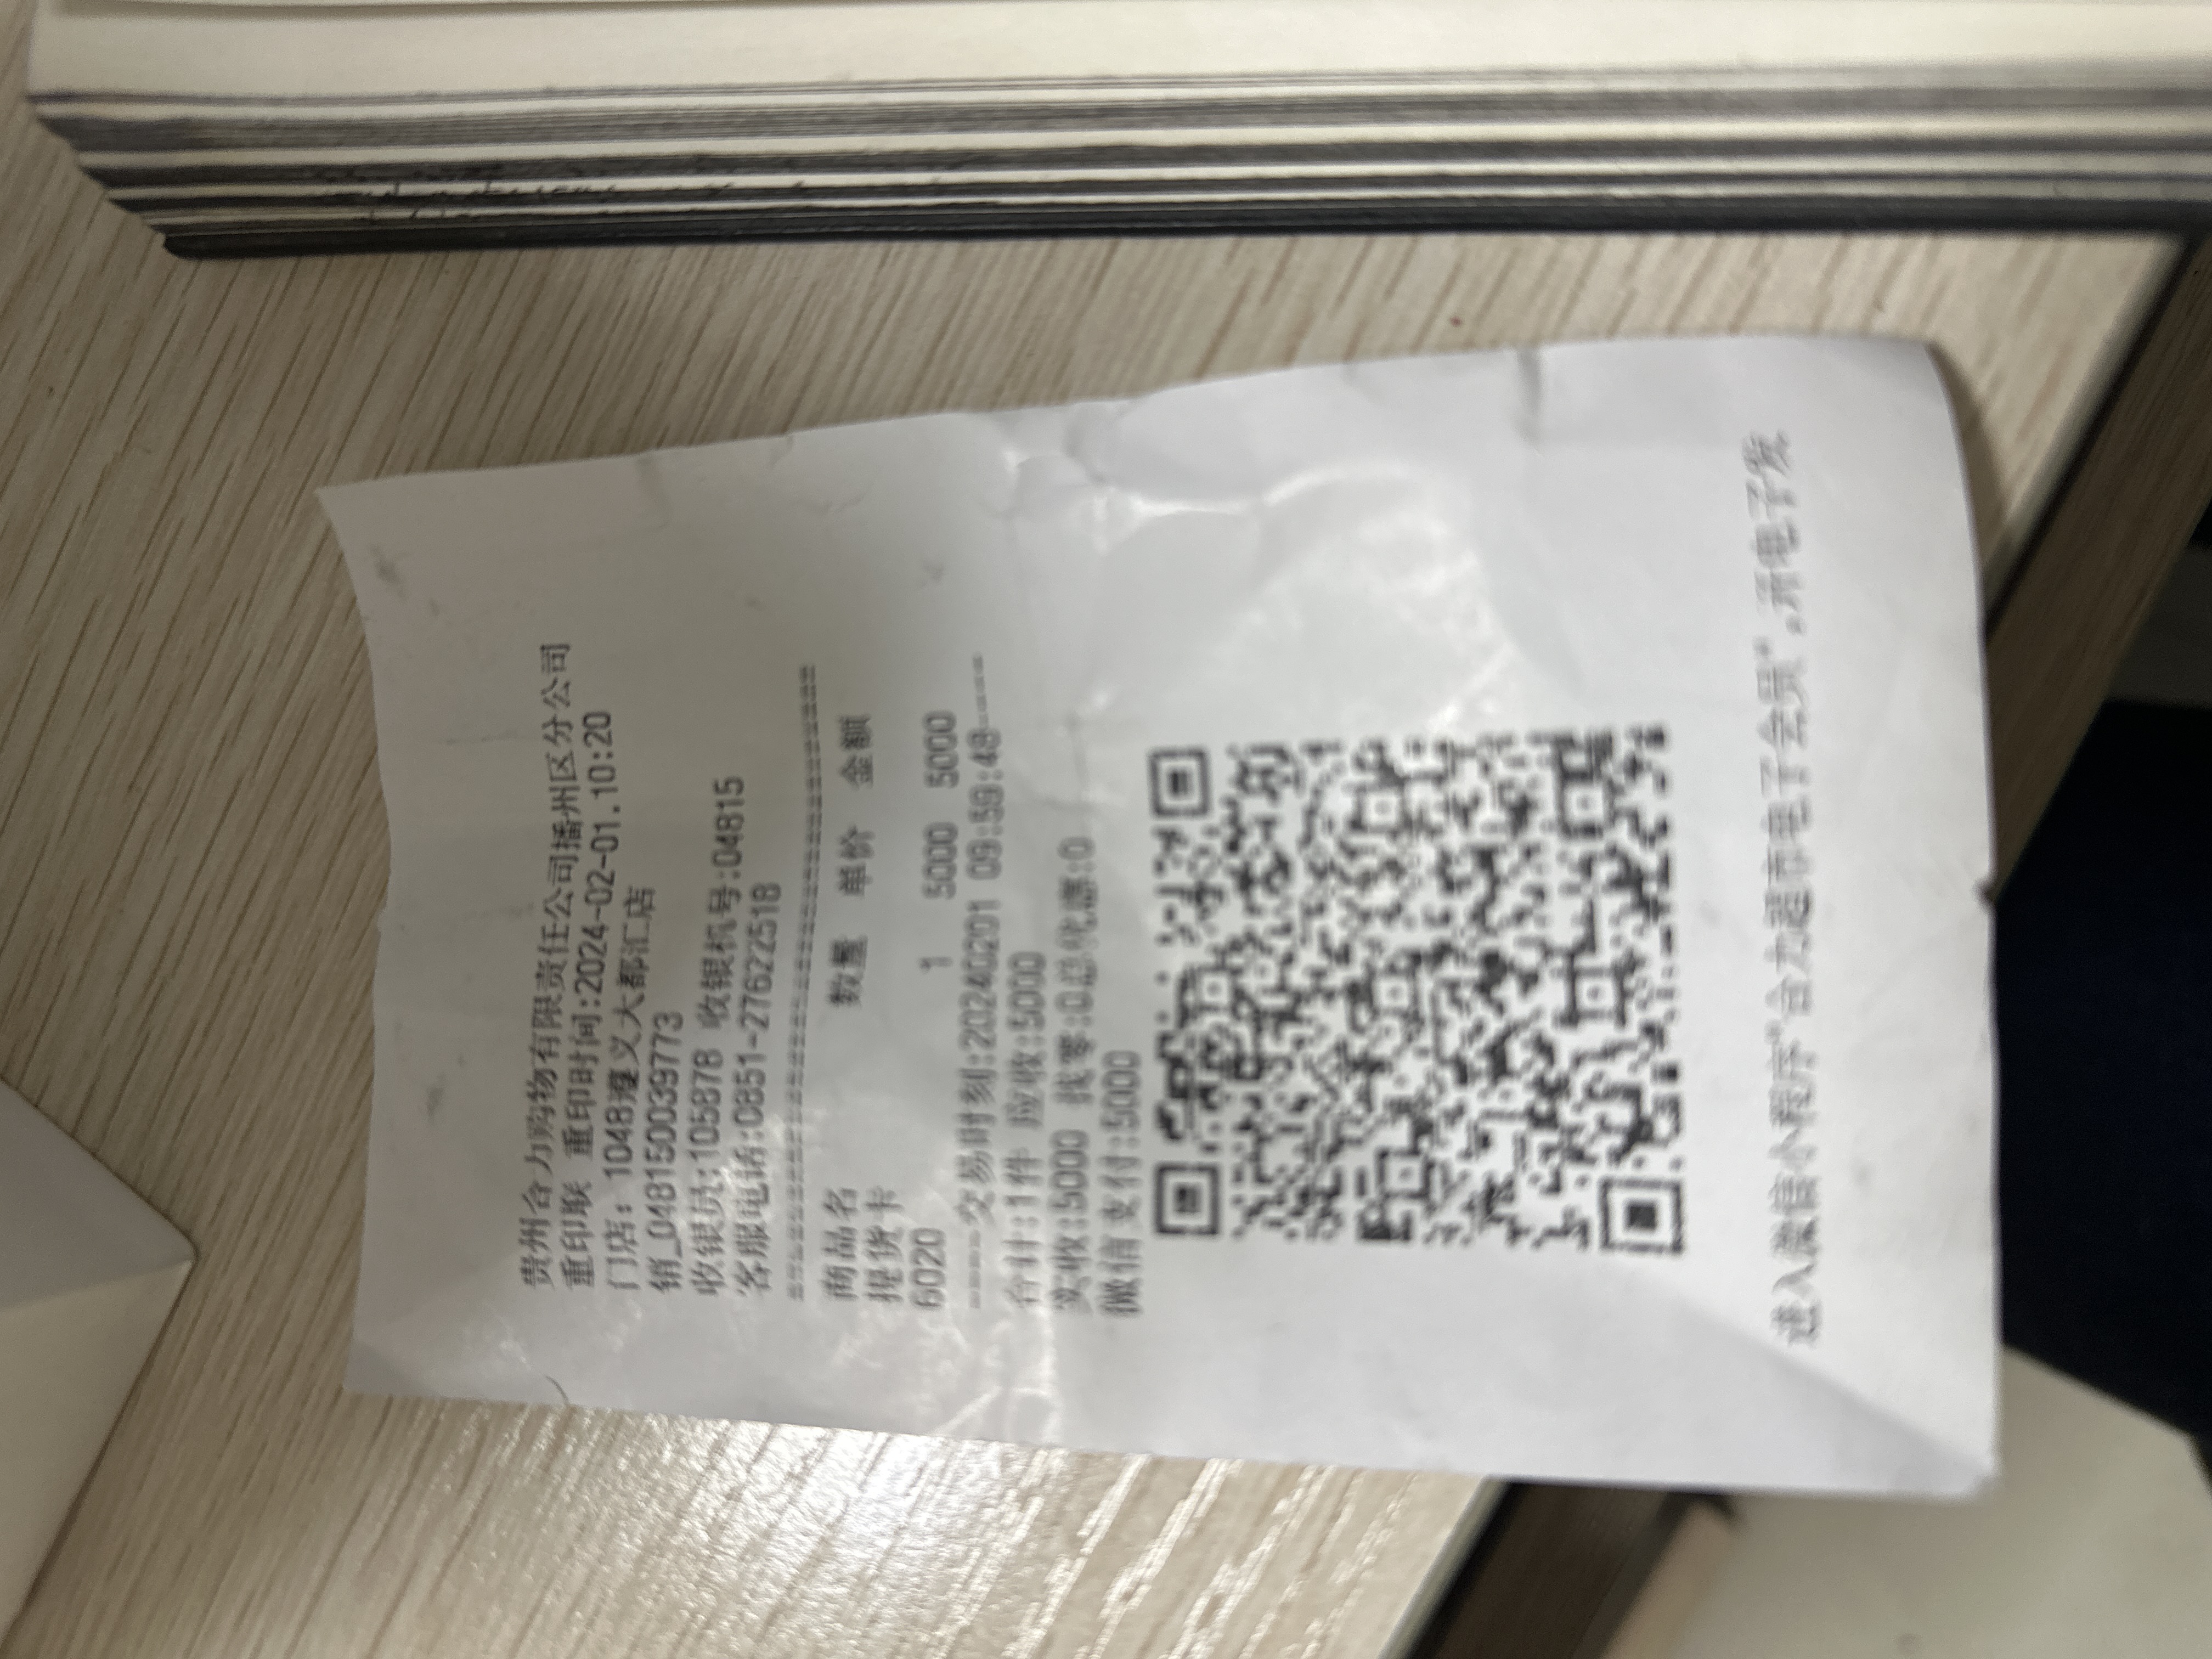 贵州合力购物有限责任公司播州区分公司
重印联 重印时间:2024-02-01.10:20
门店: 1048遵义大都汇店
销_0481500039773
收银员:105878 收银机号:04815
客服电话:0851-27622518
==============================
商品名 数量 单价 金额
提货卡
6020 1 5000 5000
----交易时刻:20240201 09:59:48----
合计:1件 应收:5000
实收:5000 找零:0总优惠:0
微信支付:5000
进入微信小程序"合力超市电子会员",开电子发